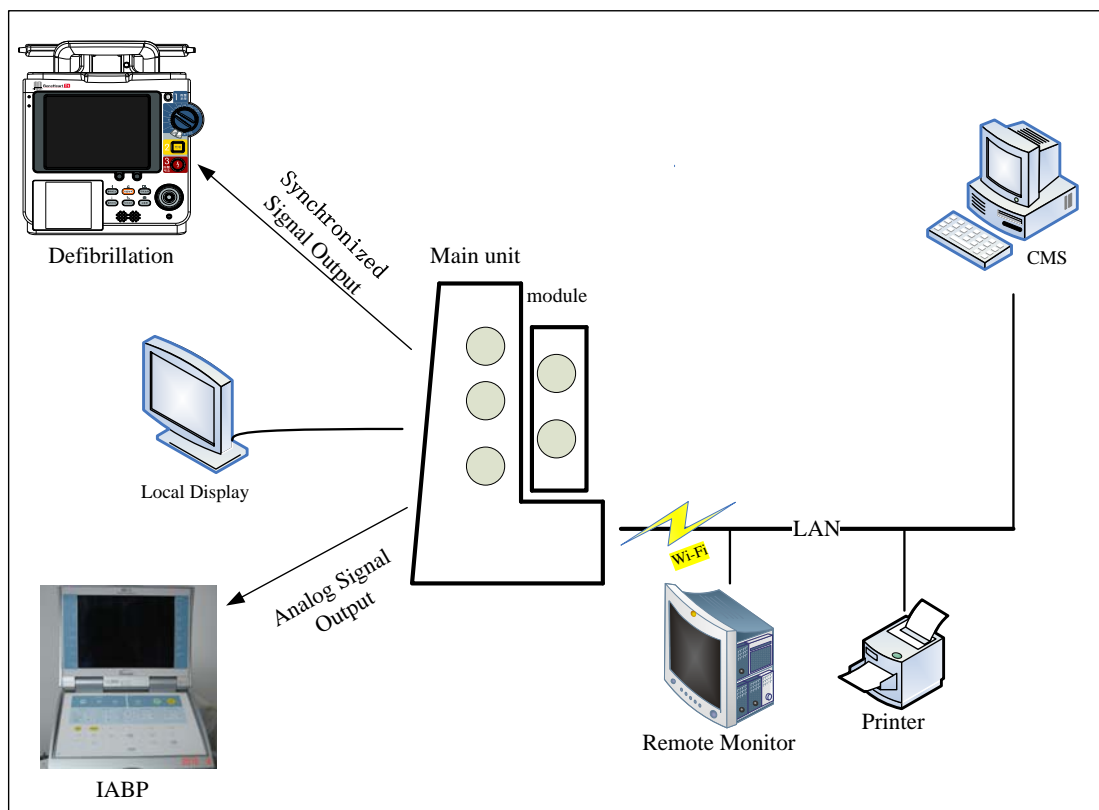 Defibrillation
Synchronized
Signal Output
Main unit
module
CMS
Local Display
LAN
Wi-Fi
Analog Signal
Output
Remote Monitor
Printer
IABP